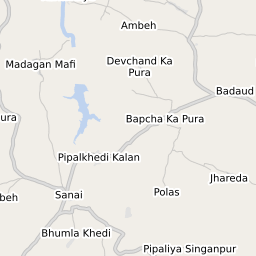 Ambeh
Devchand Ka
Pura
Madagan Mafi
Badaud
ura
Bapcha Ka Pura
Pipalkhedi Kalan
Jhareda
Polas
beh
Sanai
Bhumla Khedi
Pipaliya Singanpur